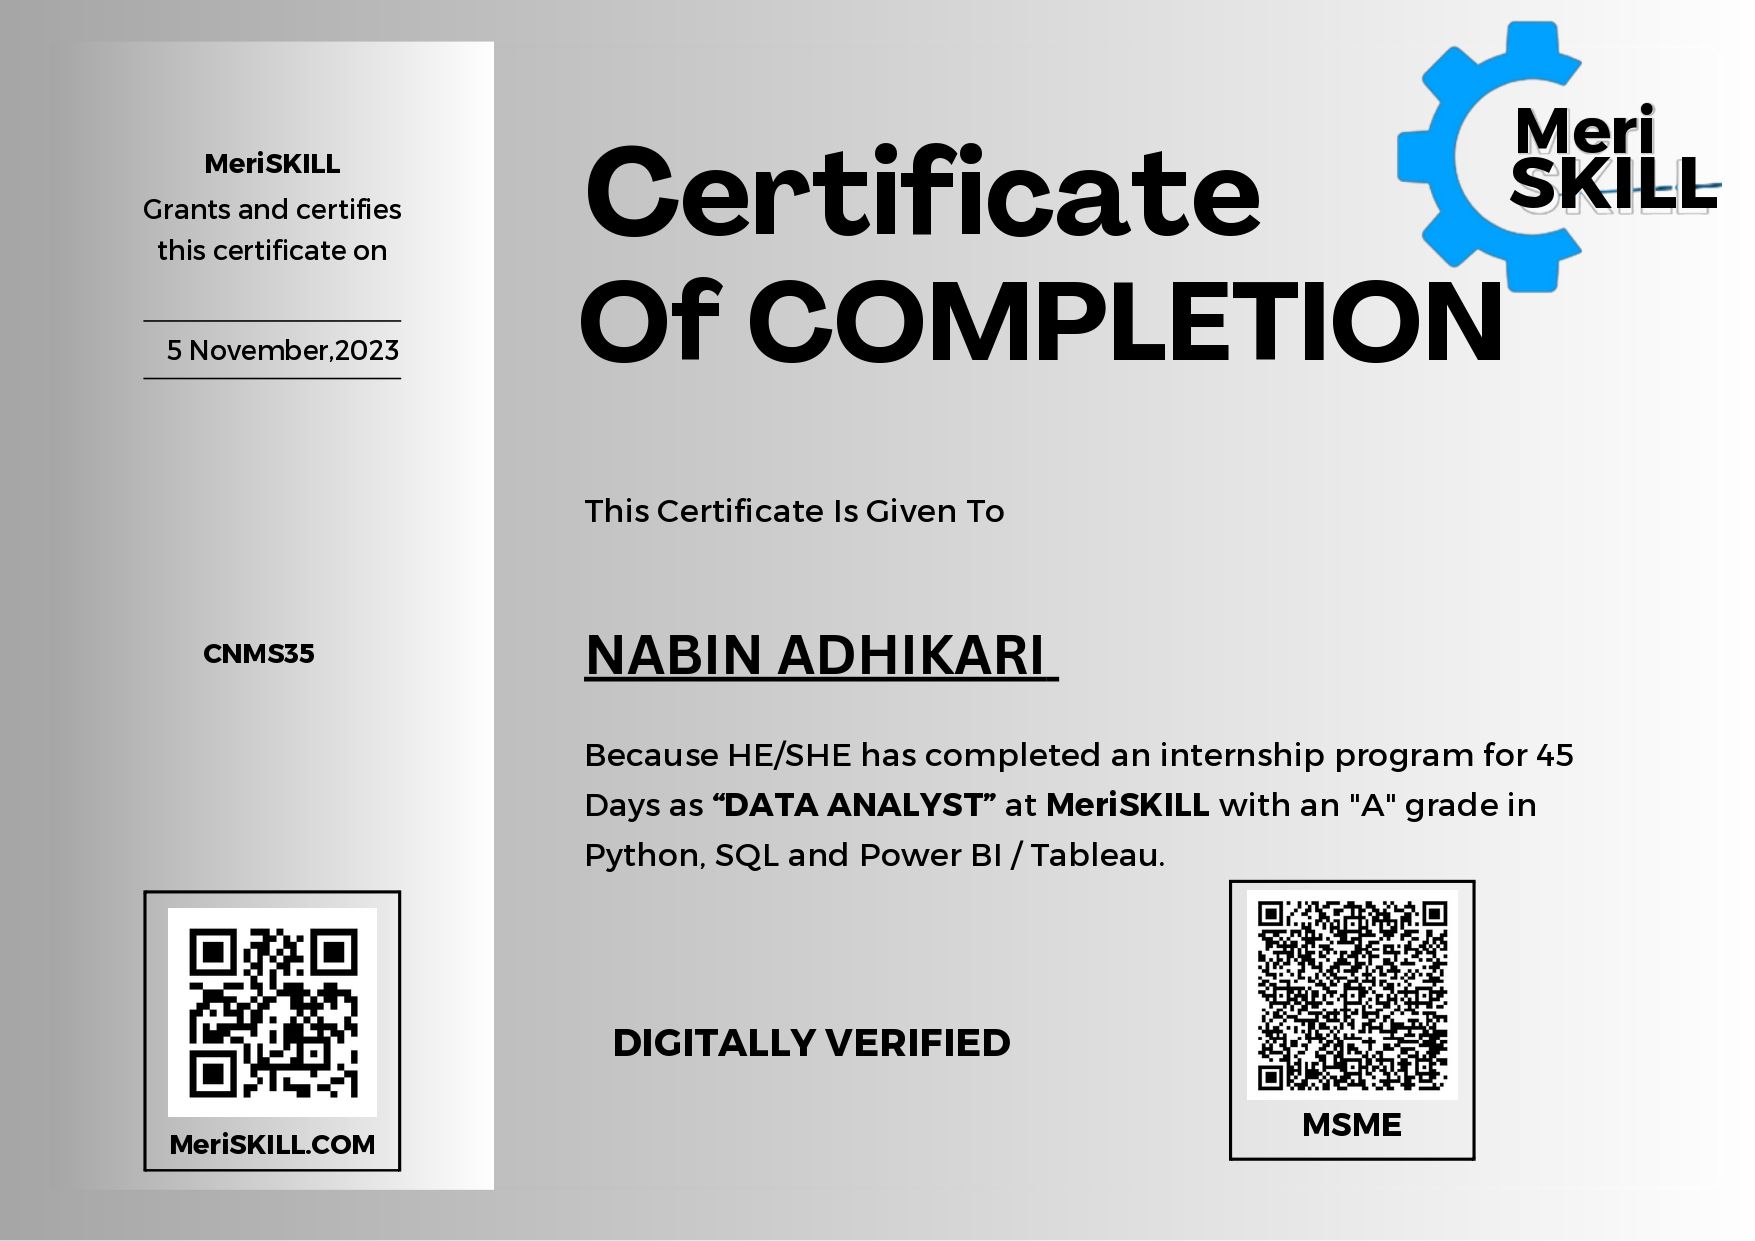 MeriSKILL
Grants and certifies
this certificate on
5 November,2023
CNMS35
MeriSKILL.COM
Meri
SKILL
Certificate
Of COMPLETION
This Certificate Is Given To
NABIN ADHIKARI
Because HE/SHE has completed an internship program for 45
Days as “DATA ANALYST” at MeriSKILL with an "A" grade in
Python, SQL and Power BI / Tableau.
DIGITALLY VERIFIED
MSME